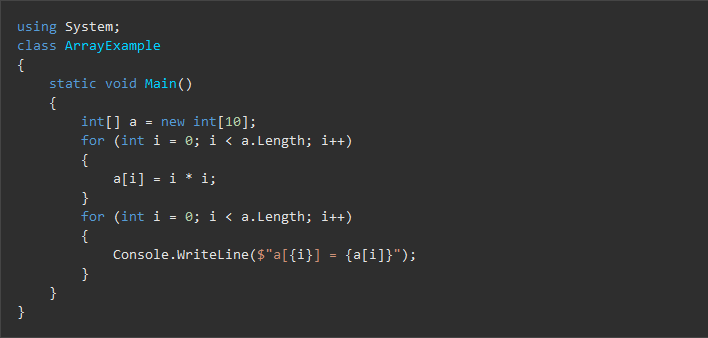 using System;
class ArrayExample
{
    static void Main()
    {
        int[] a = new int[10];
        for (int i = 0; i < a.Length; i++)
        {
            a[i] = i * i;
        }
        for (int i = 0; i < a.Length; i++)
        {
            Console.WriteLine($"a[{i}] = {a[i]}");
        }
    }
}